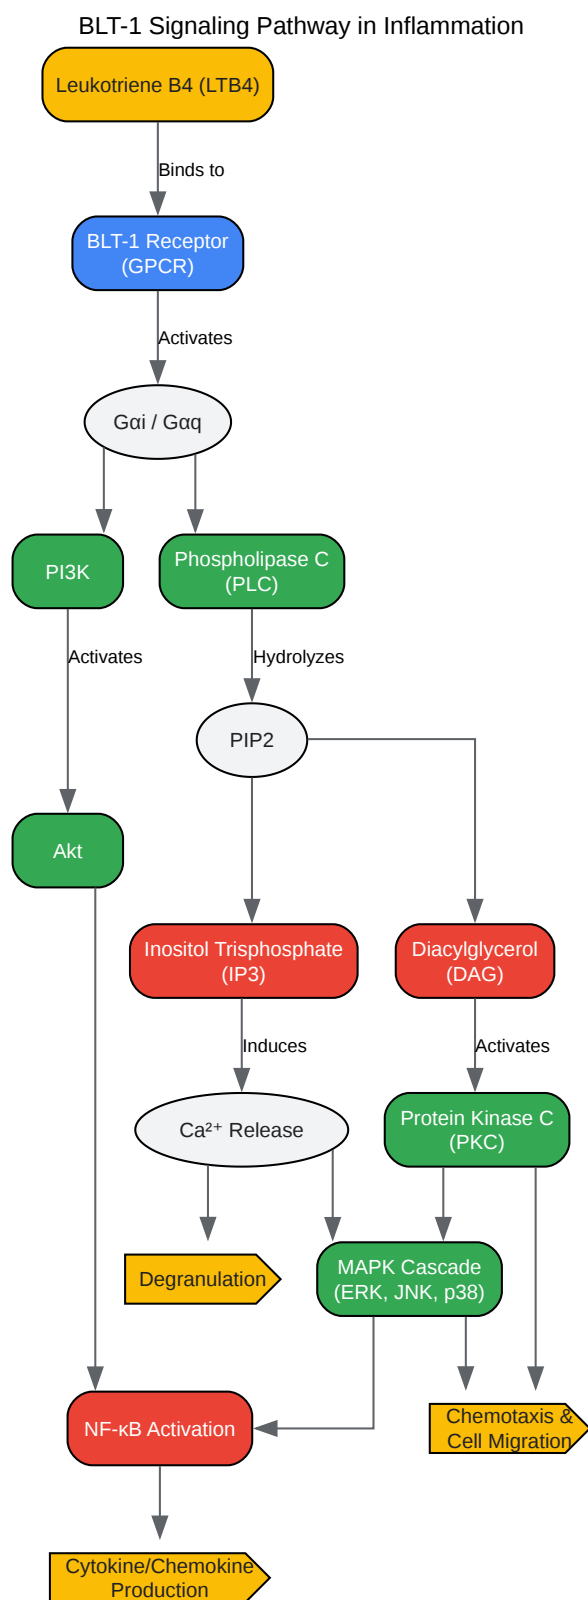 BLT-1 Signaling Pathway in Inflammation
Leukotriene B4 (LTB4)
Binds to
BLT-1 Receptor
(GPCR)
Activates
Gαi / Gαq
PI3K
Phospholipase C
(PLC)
Activates
Hydrolyzes
PIP2
Akt
Inositol Trisphosphate
(IP3)
Diacylglycerol
(DAG)
Induces
Activates
Ca²⁺ Release
Protein Kinase C
(PKC)
Degranulation
MAPK Cascade
(ERK, JNK, p38)
NF-κB Activation
Chemotaxis &
Cell Migration
Cytokine/Chemokine
Production